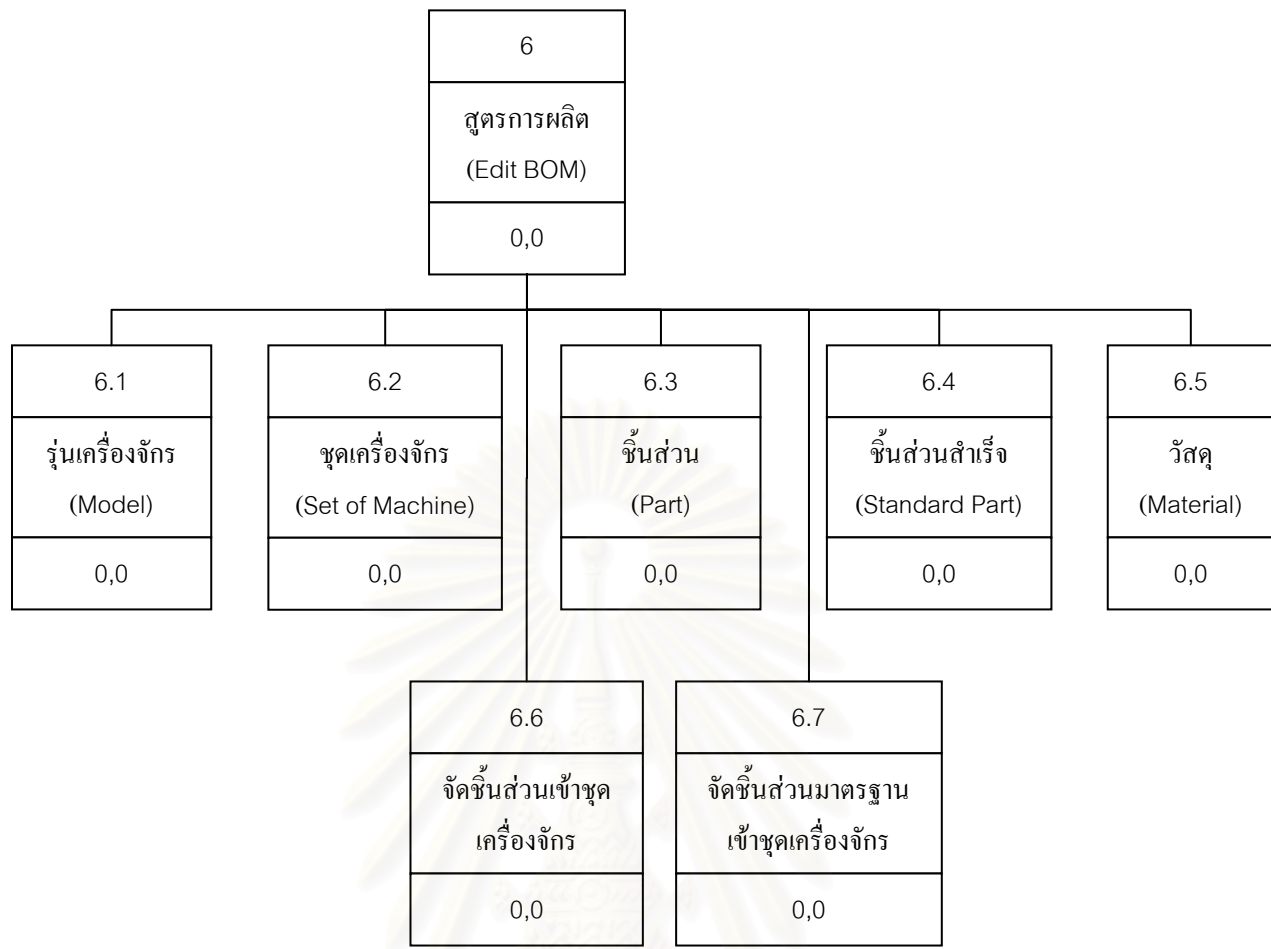 6
สูตรการผลิต
(Edit BOM)
0,0
6.1
รุ่นเครื่องจักร
(Model)
0,0
6.2
ชุดเครื่องจักร
(Set of Machine)
0,0
6.3
ชิ้นส่วน
(Part)
0,0
6.4
ชิ้นส่วนสำเร็จ
(Standard Part)
0,0
6.5
วัสดุ
(Material)
0,0
6.6
จัดชิ้นส่วนเข้าชุด
เครื่องจักร
0,0
6.7
จัดชิ้นส่วนมาตรฐาน
เข้าชุดเครื่องจักร
0,0